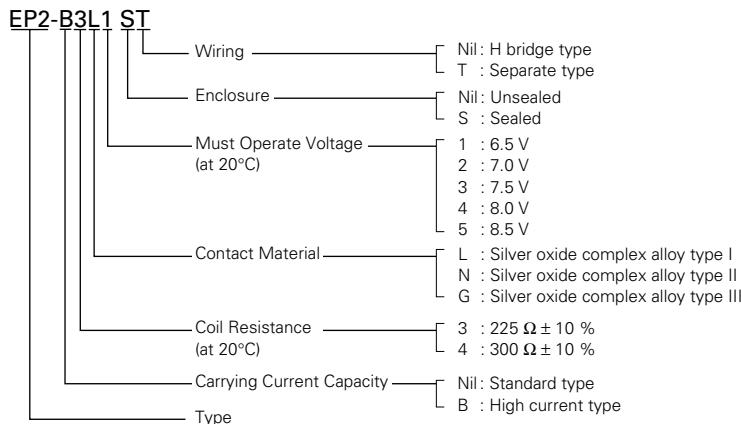 EP2-B3L1 ST
Wiring
Nil : H bridge type
T : Separate type
Enclosure
Nil : Unsealed
S : Sealed
Must Operate Voltage
(at 20°C)
1 : 6.5 V
2 : 7.0 V
3 : 7.5 V
4 : 8.0 V
5 : 8.5 V
Contact Material
L : Silver oxide complex alloy type I
N : Silver oxide complex alloy type II
G : Silver oxide complex alloy type III
Coil Resistance
(at 20°C)
3 : 225 Ω ± 10 %
4 : 300 Ω ± 10 %
Carrying Current Capacity
Nil : Standard type
B : High current type
Type